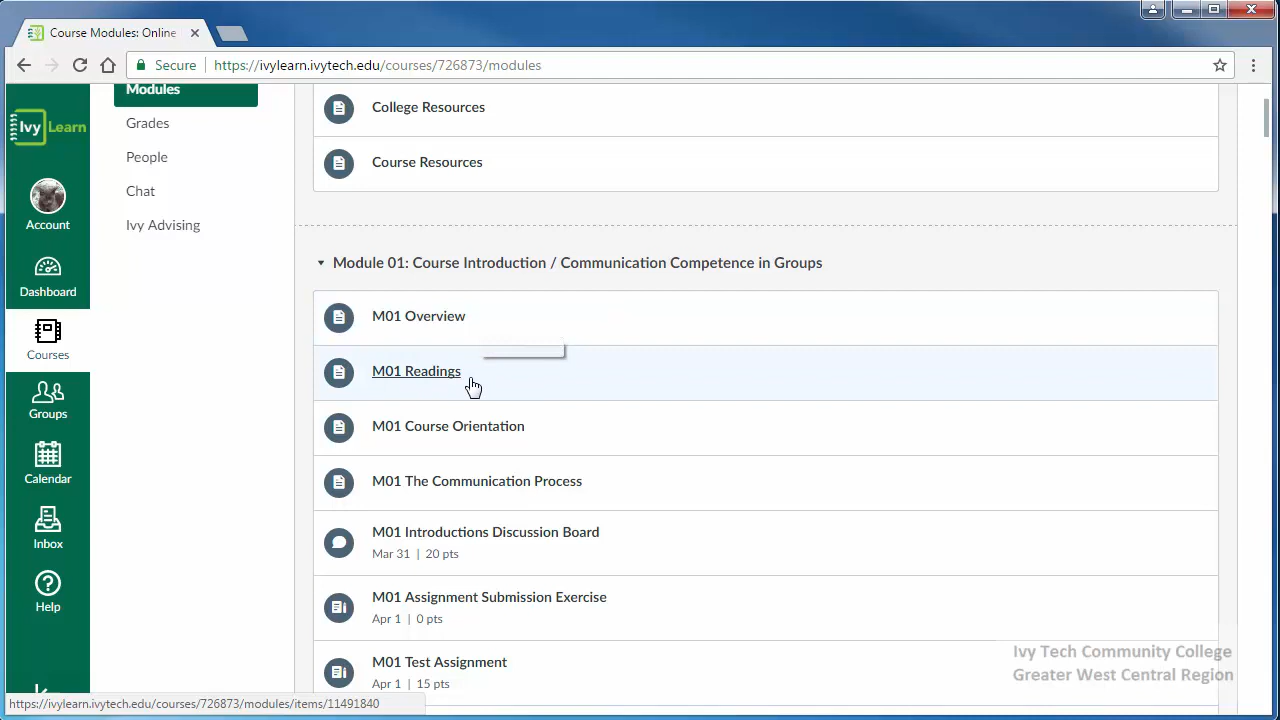 Course Modules: Online
Secure
https://ivylearn.ivytech.edu/courses/726873/modules
Ivy Learn
Account
Dashboard
Courses
Groups
Calendar
Inbox
Help
Modules
Grades
People
Chat
Ivy Advising
College Resources
Course Resources
Module 01: Course Introduction / Communication Competence in Groups
M01 Overview
M01 Readings
M01 Course Orientation
M01 The Communication Process
M01 Introductions Discussion Board
Mar 31 | 20 pts
M01 Assignment Submission Exercise
Apr 1 | 0 pts
M01 Test Assignment
Apr 1 | 15 pts
Ivy Tech Community College
Greater West Central Region
https://ivylearn.ivytech.edu/courses/726873/modules/items/11491840